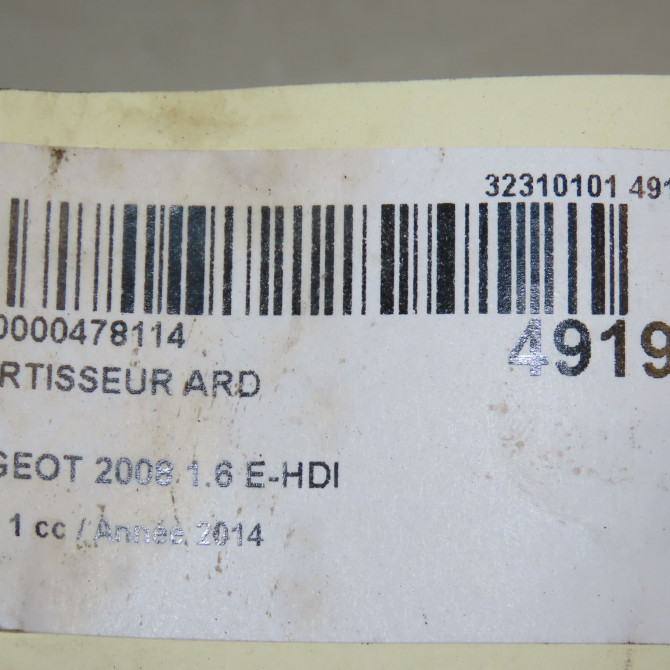 32310101 491
0000478114
4919
RTISSEUR ARD
GEOT 2008 1.6 E-HDI
1 cc / Année 2014